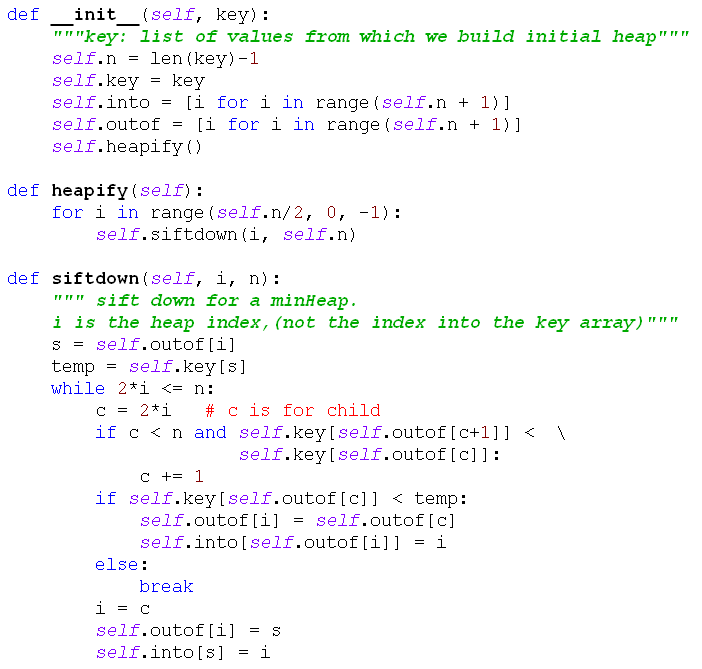 def __init__(self, key):
    """key: list of values from which we build initial heap"""
    self.n = len(key)-1
    self.key = key
    self.into = [i for i in range(self.n + 1)]
    self.outof = [i for i in range(self.n + 1)]
    self.heapify()

def heapify(self):
    for i in range(self.n/2, 0, -1):
        self.siftdown(i, self.n)

def siftdown(self, i, n):
    """ sift down for a minHeap.
    i is the heap index,(not the index into the key array)"""
    s = self.outof[i]
    temp = self.key[s]
    while 2*i <= n:
        c = 2*i   # c is for child
        if c < n and self.key[self.outof[c+1]] <  \
                     self.key[self.outof[c]]:
            c += 1
        if self.key[self.outof[c]] < temp:
            self.outof[i] = self.outof[c]
            self.into[self.outof[i]] = i
        else:
            break
        i = c
        self.outof[i] = s
        self.into[s] = i